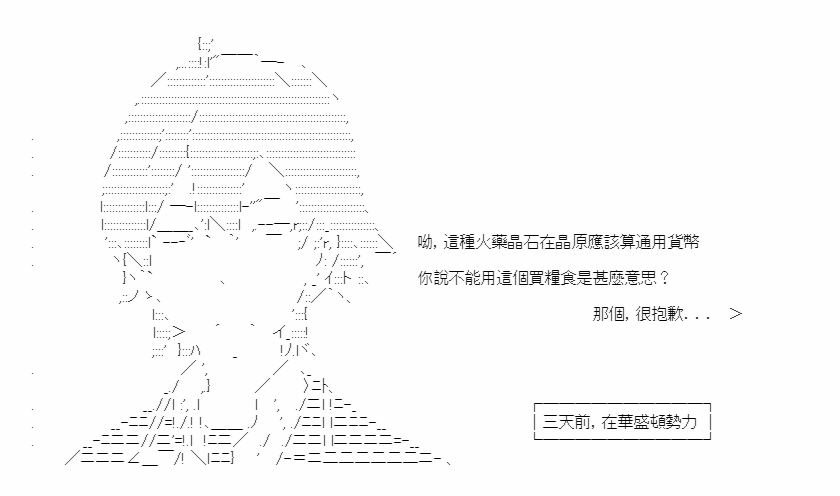 呦，這種火藥晶石在晶原應該算通用貨幣
你說不能用這個買糧食是甚麼意思？
那個，很抱歉．．．　＞
三天前，在華盛頓勢力